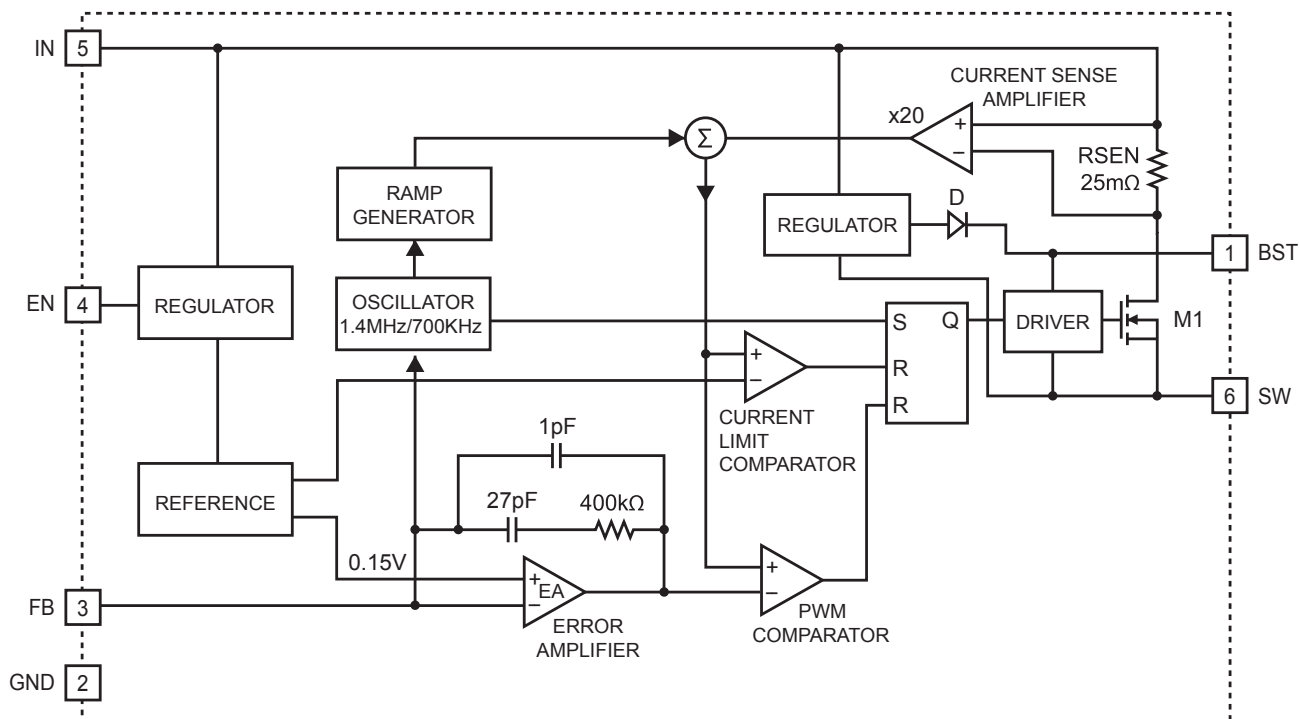 IN 5
CURRENT SENSE
AMPLIFIER
x20
+
−
Σ
RSEN
25mΩ
RAMP
GENERATOR
D
REGULATOR
1 BST
EN 4
REGULATOR
OSCILLATOR
1.4MHz/700KHz
S Q
R
R
DRIVER
M1
+
−
6 SW
CURRENT
LIMIT
COMPARATOR
1pF
REFERENCE
27pF 400kΩ
0.15V
+
EA
−
+
−
FB 3
ERROR
AMPLIFIER
PWM
COMPARATOR
GND 2